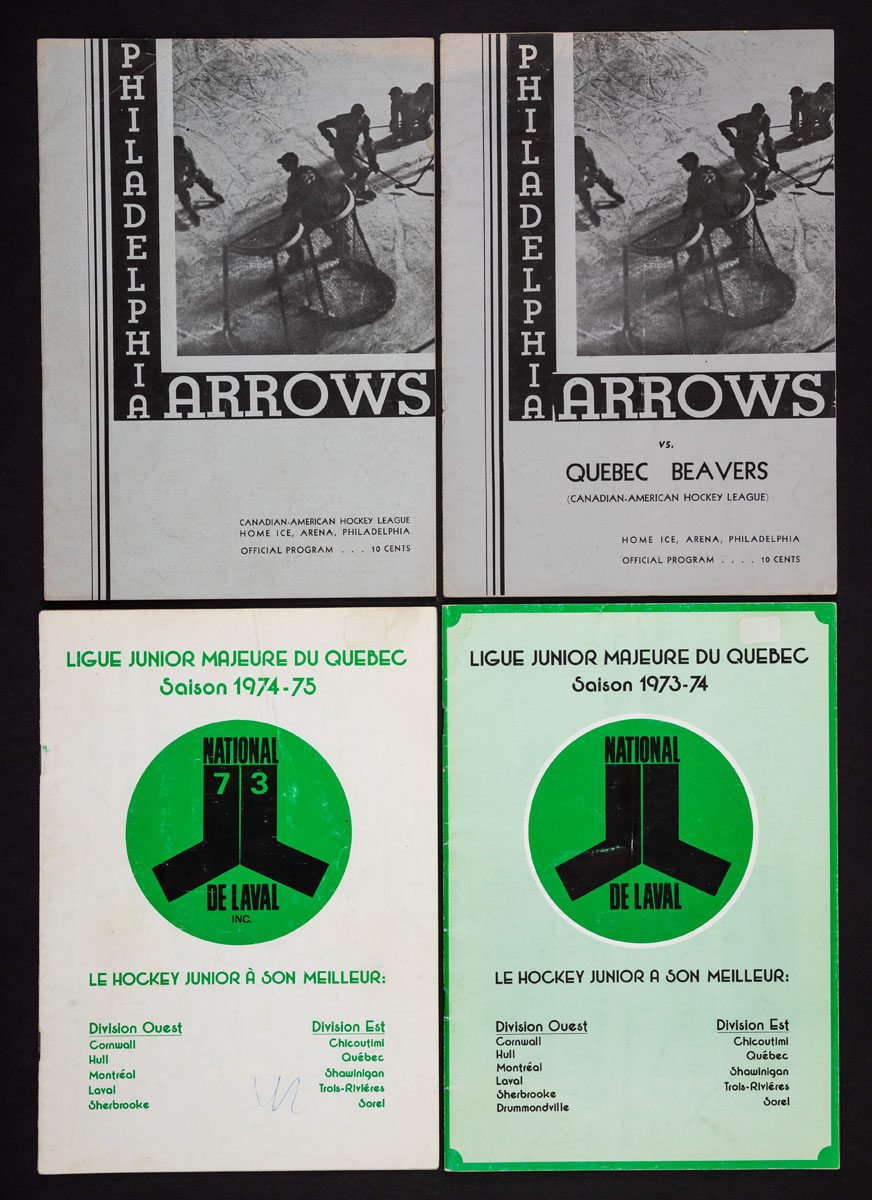 PHILADELPHIA
ARROWS
CANADIAN-AMERICAN HOCKEY LEAGUE
HOME ICE, ARENA, PHILADELPHIA
OFFICIAL PROGRAM . . . 10 CENTS
PHILADELPHIA
ARROWS
vs.
QUEBEC BEAVERS
(CANADIAN-AMERICAN HOCKEY LEAGUE)
HOME ICE, ARENA, PHILADELPHIA
OFFICIAL PROGRAM . . . . 10 CENTS
LIGUE JUNIOR MAJEURE DU QUEBEC
Saison 1974-75
NATIONAL
7 3
DE LAVAL
INC.
LE HOCKEY JUNIOR À SON MEILLEUR:
Division Ouest
Cornwall
Hull
Montréal
Laval
Sherbrooke
Division Est
Chicoutimi
Québec
Shawinigan
Trois-Riviéres
Sorel
LIGUE JUNIOR MAJEURE DU QUEBEC
Saison 1973-74
NATIONAL
DE LAVAL
LE HOCKEY JUNIOR A SON MEILLEUR:
Division Ouest
Cornwall
Hull
Montréal
Laval
Sherbrooke
Drummondville
Division Est
Chicoutimi
Québec
Shawinigan
Trois-Riviéres
Sorel